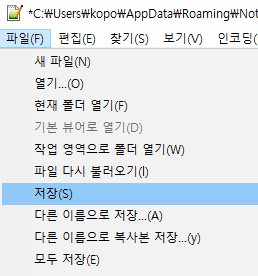 *C:₩Users₩kopo₩AppData₩Roaming₩Not
파일(F) 편집(E) 찾기(S) 보기(V) 인코딩(
새 파일(N)
열기...(O)
현재 폴더 열기(F)
기본 뷰어로 열기(D)
작업 영역으로 폴더 열기(W)
파일 다시 불러오기(l)
저장(S)
다른 이름으로 저장...(A)
다른 이름으로 복사본 저장...(y)
모두 저장(E)